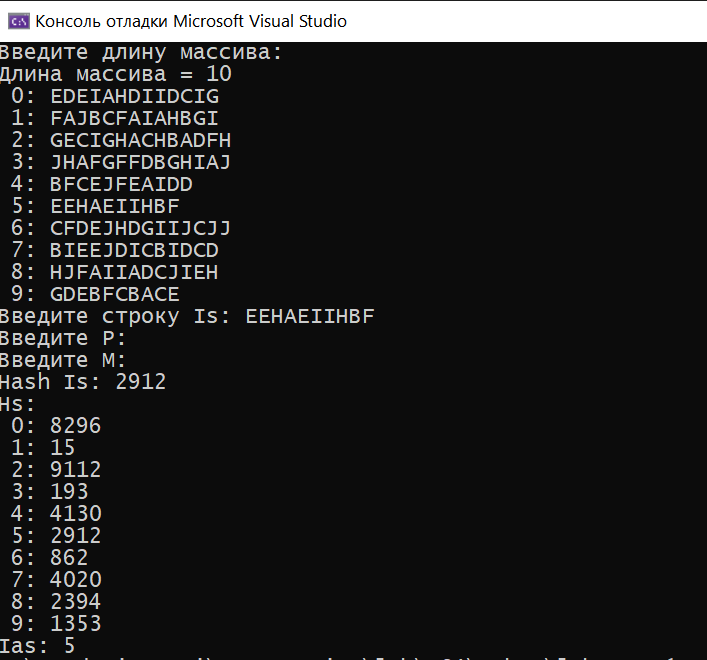 Консоль отладки Microsoft Visual Studio
Введите длину массива:
Длина массива = 10
0: EDEIAHDIIDCIG
1: FAJBCFAIAHBGI
2: GECIGHACHBADFH
3: JHAFGFFDBGHIAJ
4: BFCEJFEAIDD
5: EEHAEIIHBF
6: CFDEJHDGIIJCJJ
7: BIEEJDICBIDCD
8: HJFAIIADCJIEH
9: GDEBFCBACE
Введите строку Is: EEHAEIIHBF
Введите P:
Введите M:
Hash Is: 2912
Hs:
0: 8296
1: 15
2: 9112
3: 193
4: 4130
5: 2912
6: 862
7: 4020
8: 2394
9: 1353
Ias: 5